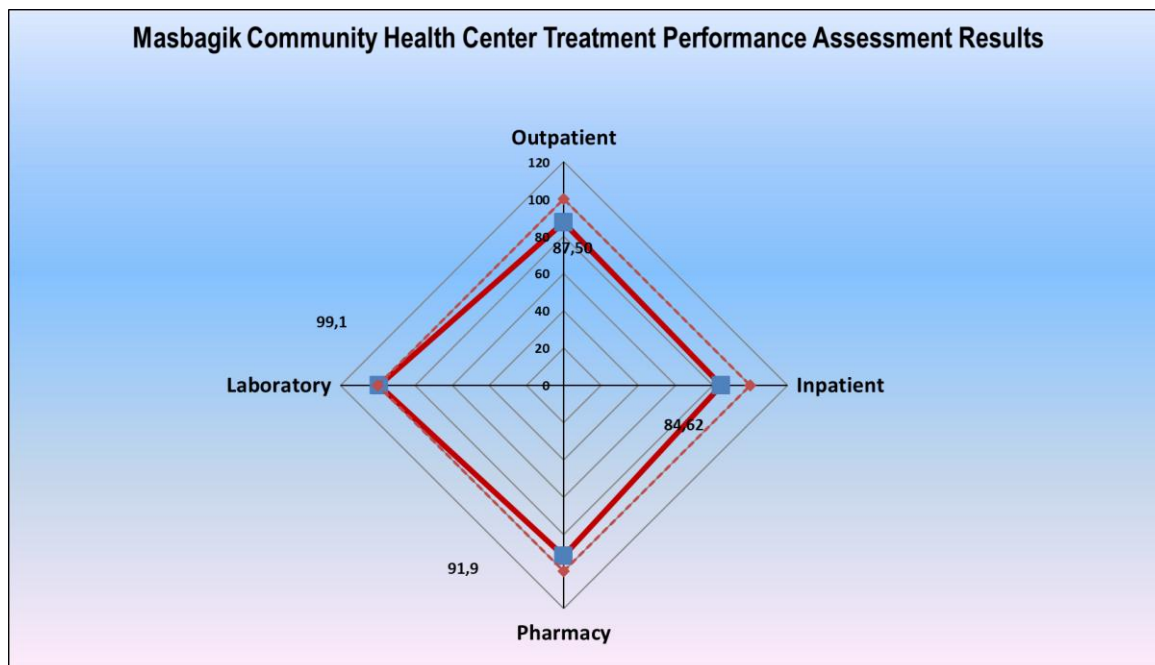 Masbagik Community Health Center Treatment Performance Assessment Results
Outpatient
120
100
80
87,50
60
40
20
0
99,1
Laboratory
Inpatient
84,62
91,9
Pharmacy